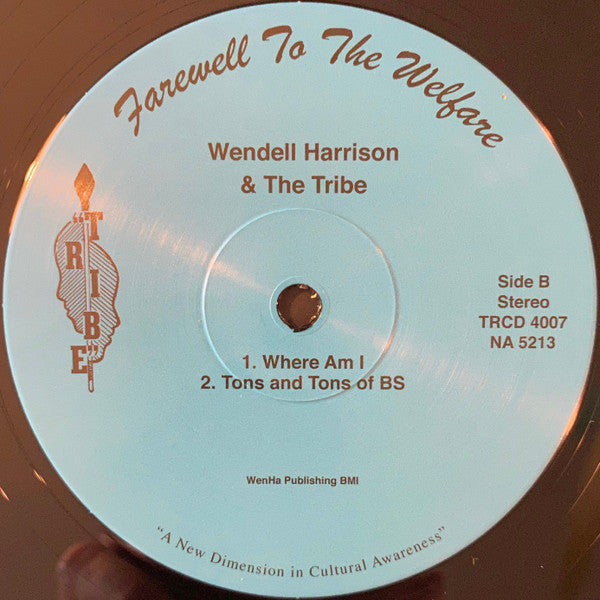 Farewell To The Welfare
Wendell Harrison
& The Tribe
"TRIBE"
Side B
Stereo
TRCD 4007
NA 5213
1. Where Am I
2. Tons and Tons of BS
WenHa Publishing BMI
"A New Dimension in Cultural Awareness"